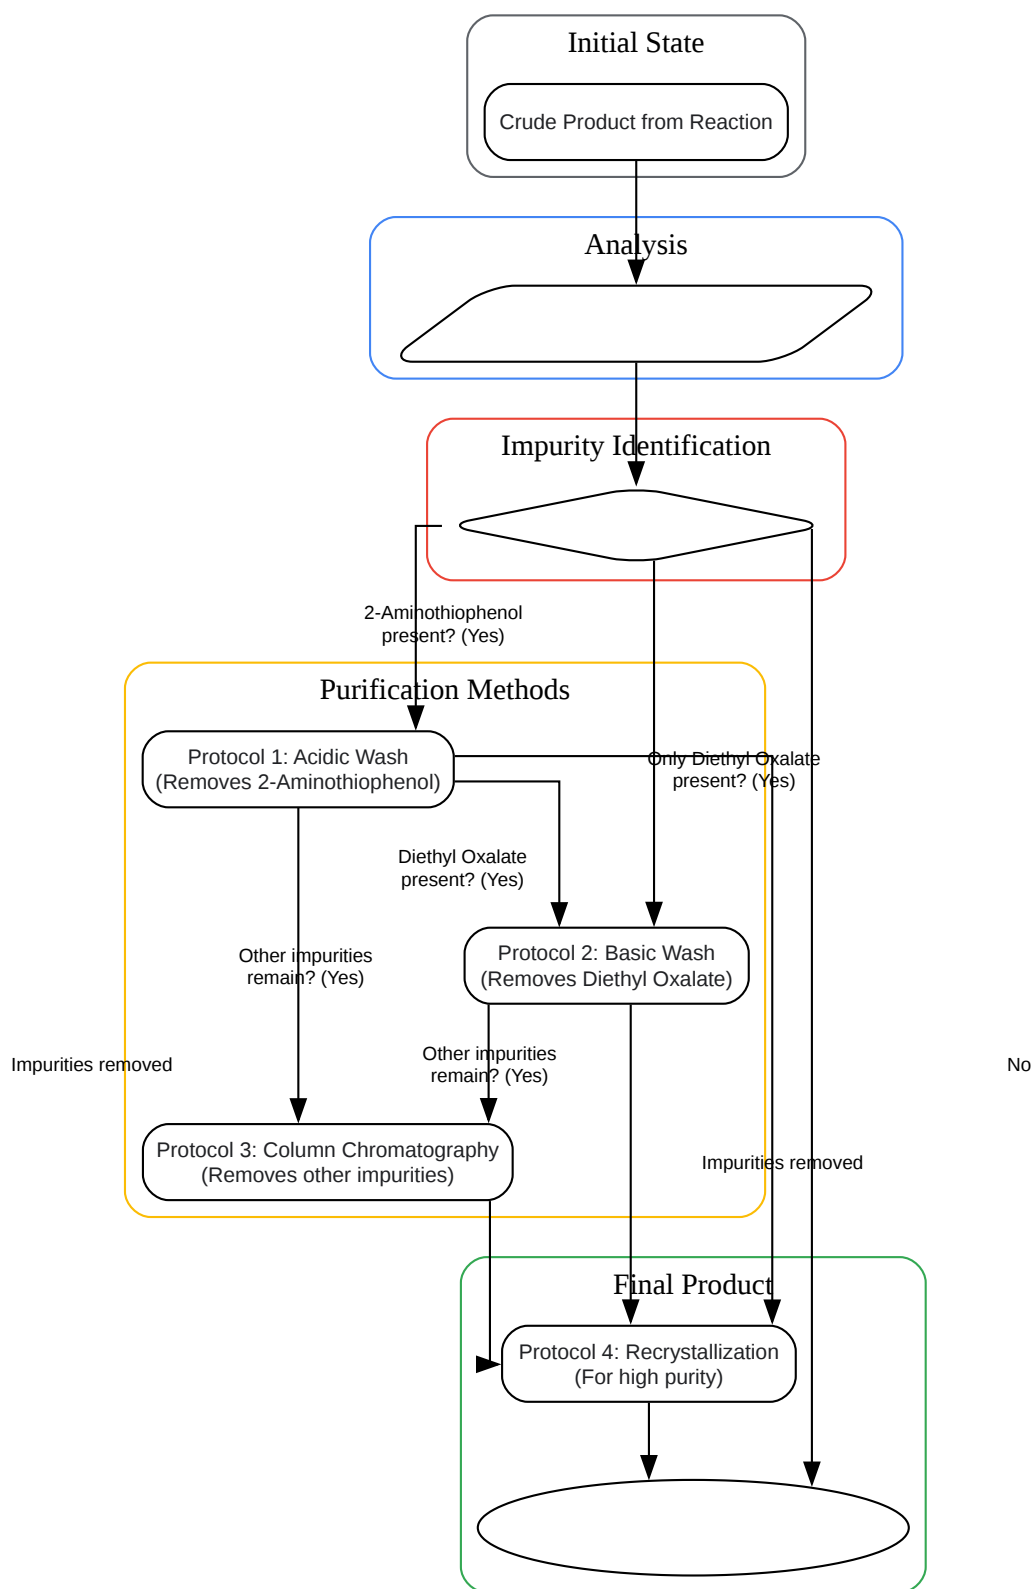 Initial State
Crude Product from Reaction
Analysis
Impurity Identification
2-Aminothiophenol
present? (Yes)
Purification Methods
Protocol 1: Acidic Wash
(Removes 2-Aminothiophenol)
Only Diethyl Oxalate
present? (Yes)
Diethyl Oxalate
present? (Yes)
Other impurities
remain? (Yes)
Protocol 2: Basic Wash
(Removes Diethyl Oxalate)
Impurities removed
Other impurities
remain? (Yes)
No
Protocol 3: Column Chromatography
(Removes other impurities)
Impurities removed
Final Product
Protocol 4: Recrystallization
(For high purity)